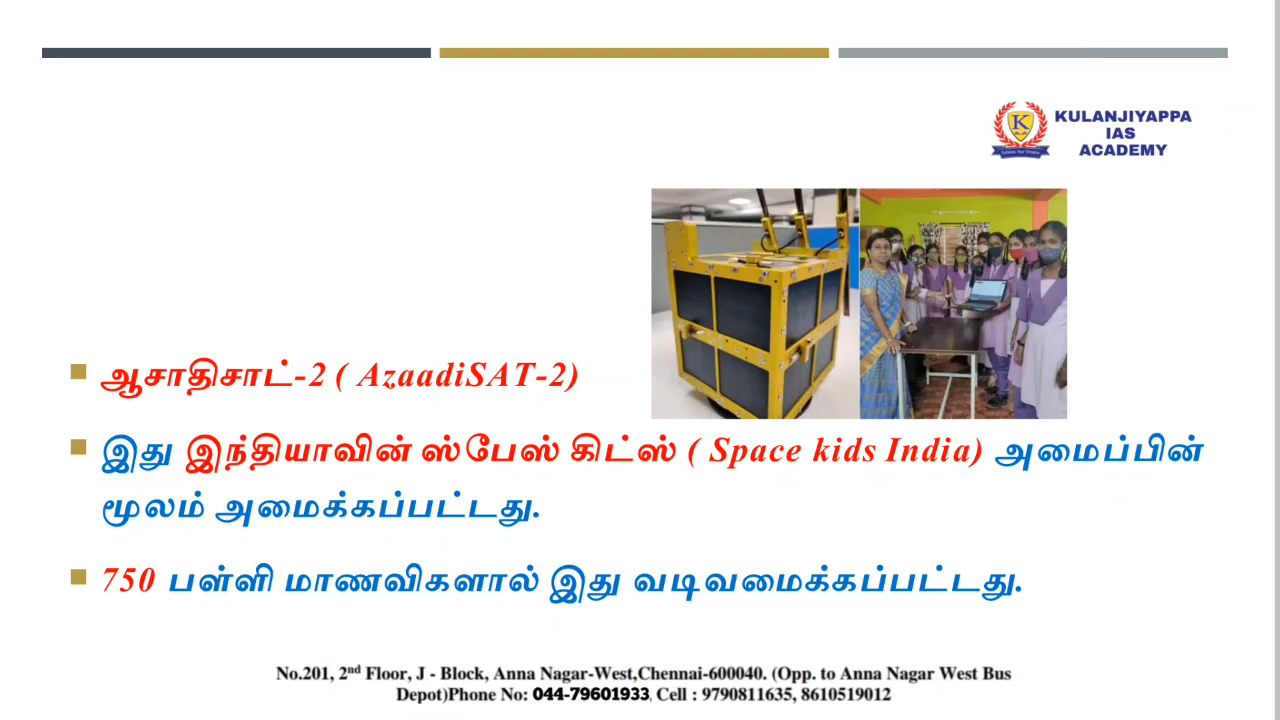 KULANJIYAPPA
IAS
ACADEMY
ஆசாதிசாட்-2 ( AzaadiSAT-2)
இது இந்தியாவின் ஸ்பேஸ் கிட்ஸ் ( Space kids India) அமைப்பின்
மூலம் அமைக்கப்பட்டது.
750 பள்ளி மாணவிகளால் இது வடிவமைக்கப்பட்டது.
No.201, 2nd Floor, J - Block, Anna Nagar-West,Chennai-600040. (Opp. to Anna Nagar West Bus
Depot)Phone No: 044-79601933, Cell : 9790811635, 8610519012